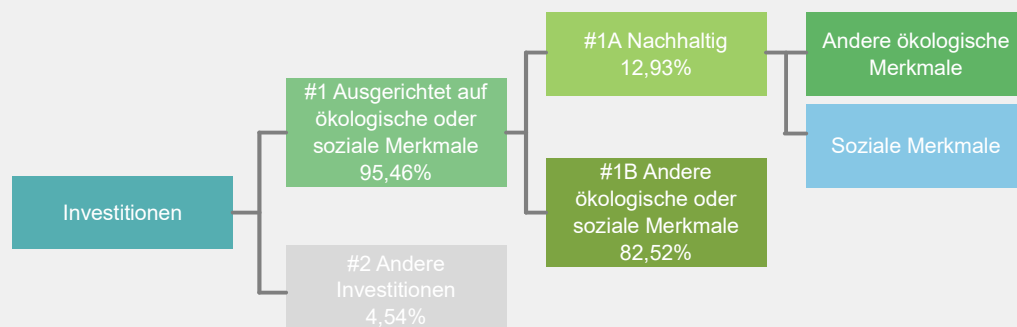 Investitionen
#1 Ausgerichtet auf
ökologische oder
soziale Merkmale
95,46%
#2 Andere
Investitionen
4,54%
#1A Nachhaltig
12,93%
#1B Andere
ökologische oder
soziale Merkmale
82,52%
Andere ökologische
Merkmale
Soziale Merkmale